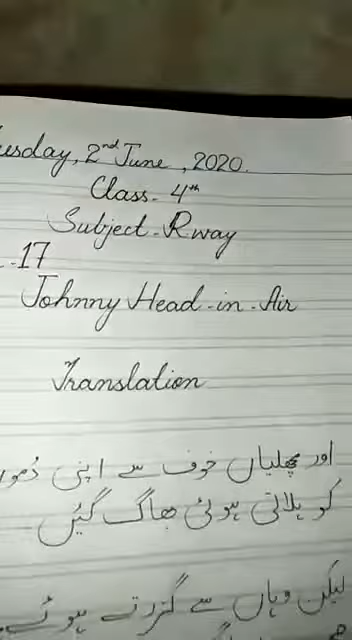 2nd June, 2020.
Class. 4th
Subject. Rway
17
Johnny Head-in-Air
Translation
اور مچھلیاں خوف سے اپنی
کو ہلاتی ہوئی بھاگ گئیں
لیکن وہاں سے گزرتے ہوئے